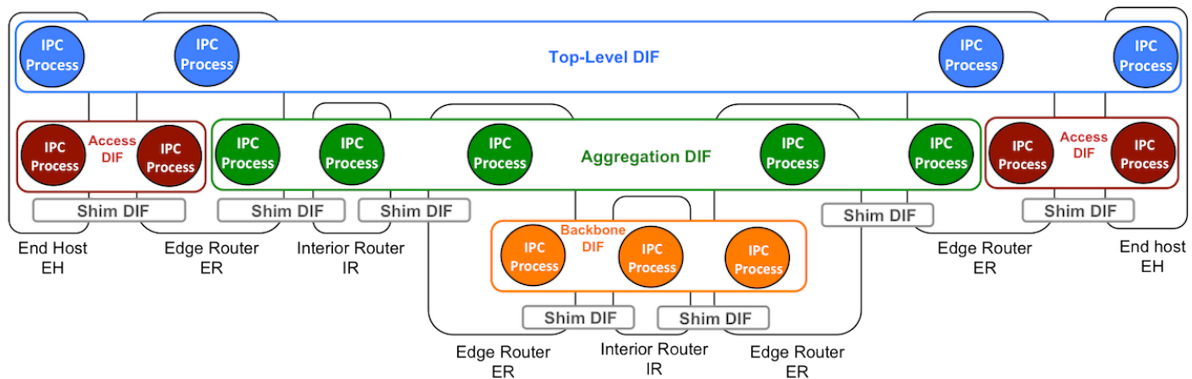 IPC
Process
IPC
Process
Top-Level DIF
IPC
Process
IPC
Process
IPC
Process
Access
DIF
IPC
Process
IPC
Process
IPC
Process
IPC
Process
Aggregation DIF
IPC
Process
IPC
Process
IPC
Process
Access
DIF
IPC
Process
Shim DIF
Shim DIF
Shim DIF
Shim DIF
Shim DIF
End Host
EH
Edge Router
ER
Interior Router
IR
IPC
Process
Backbone
DIF
IPC
Process
IPC
Process
Edge Router
ER
End host
EH
Shim DIF
Shim DIF
Edge Router
ER
Interior Router
IR
Edge Router
ER